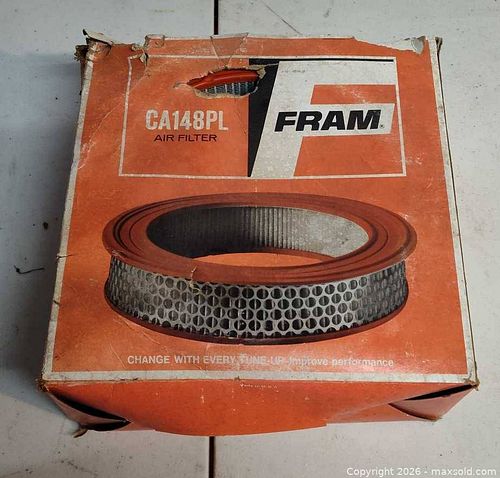 CA148PL
AIR FILTER
FRAM
CHANGE WITH EVERY TUNE-UP-Improve performance
Copyright 2026 - maxsold.com